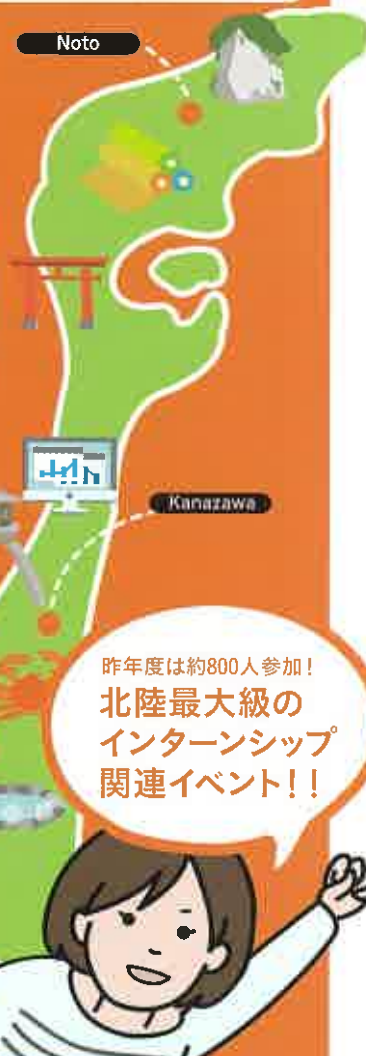 Noto
Kanazawa
昨年度は約800人参加！
北陸最大級の
インターンシップ
関連イベント！！